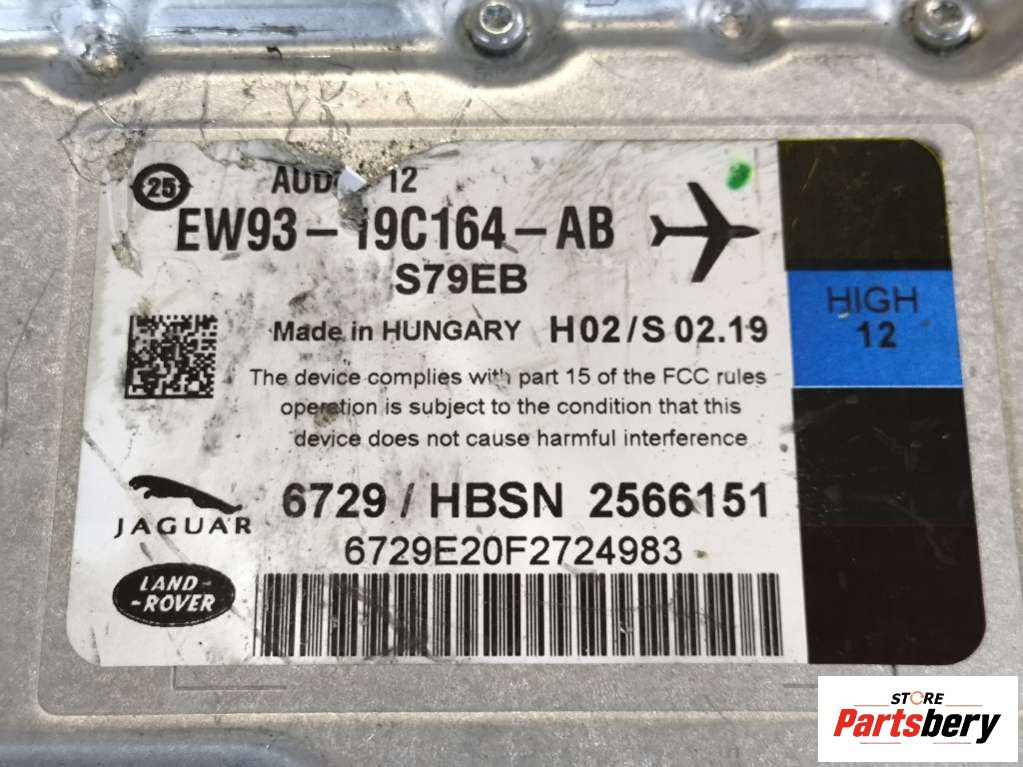 25
12
EW93-19C164-AB
S79EB
Made in HUNGARY H02/S 02.19
The device complies with part 15 of the FCC rules
operation is subject to the condition that this
device does not cause harmful interference
HIGH
12
JAGUAR
6729 / HBSN 2566151
6729E20F2724983
LAND-
-ROVER
STORE
Partsbery